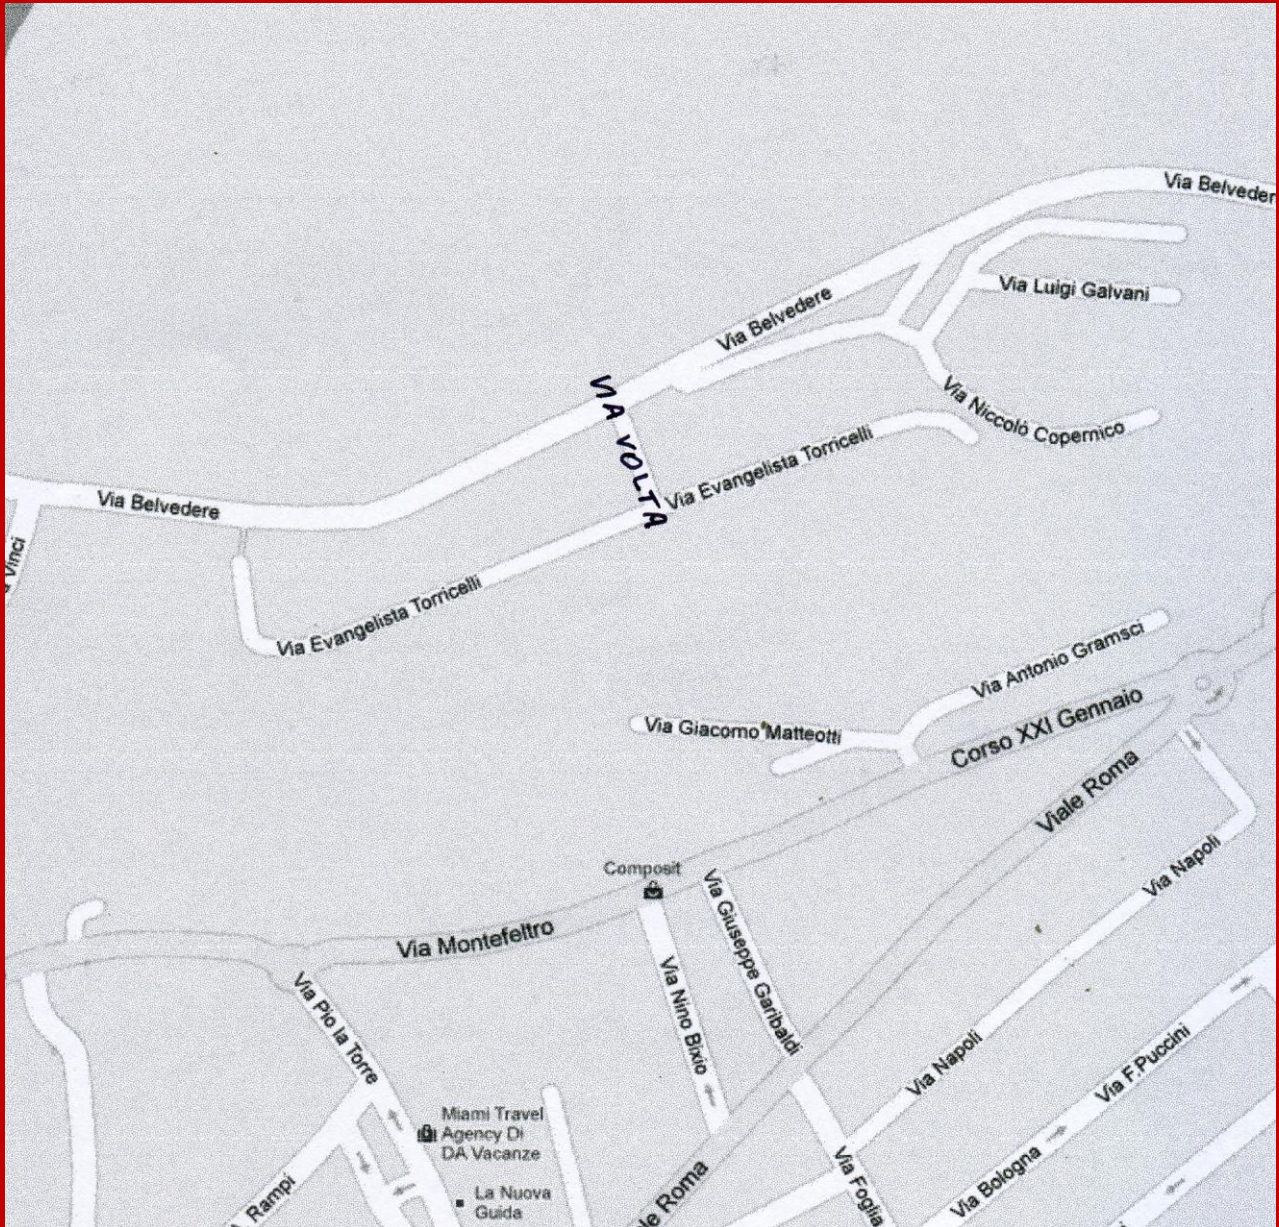 Via Belveder
Via Luigi Galvani
Via Belvedere
VIA VOLTA
Via Niccolò Copernico
Via Evangelista Torricelli
Via Belvedere
Vinci
Via Evangelista Torricelli
Via Antonio Gramsci
Via Giacomo Matteotti
Corso XXI Gennaio
Viale Roma
Via Napoli
Composit
Via Giuseppe Garibaldi
Via Montefeltro
Via Nino Bixio
Via Pio la Torre
Via Napoli
Via F.Puccini
Miami Travel
Agency Di
DA Vacanze
Via Bologna
Via Foglia
La Nuova
Guida
Rampi
le Roma